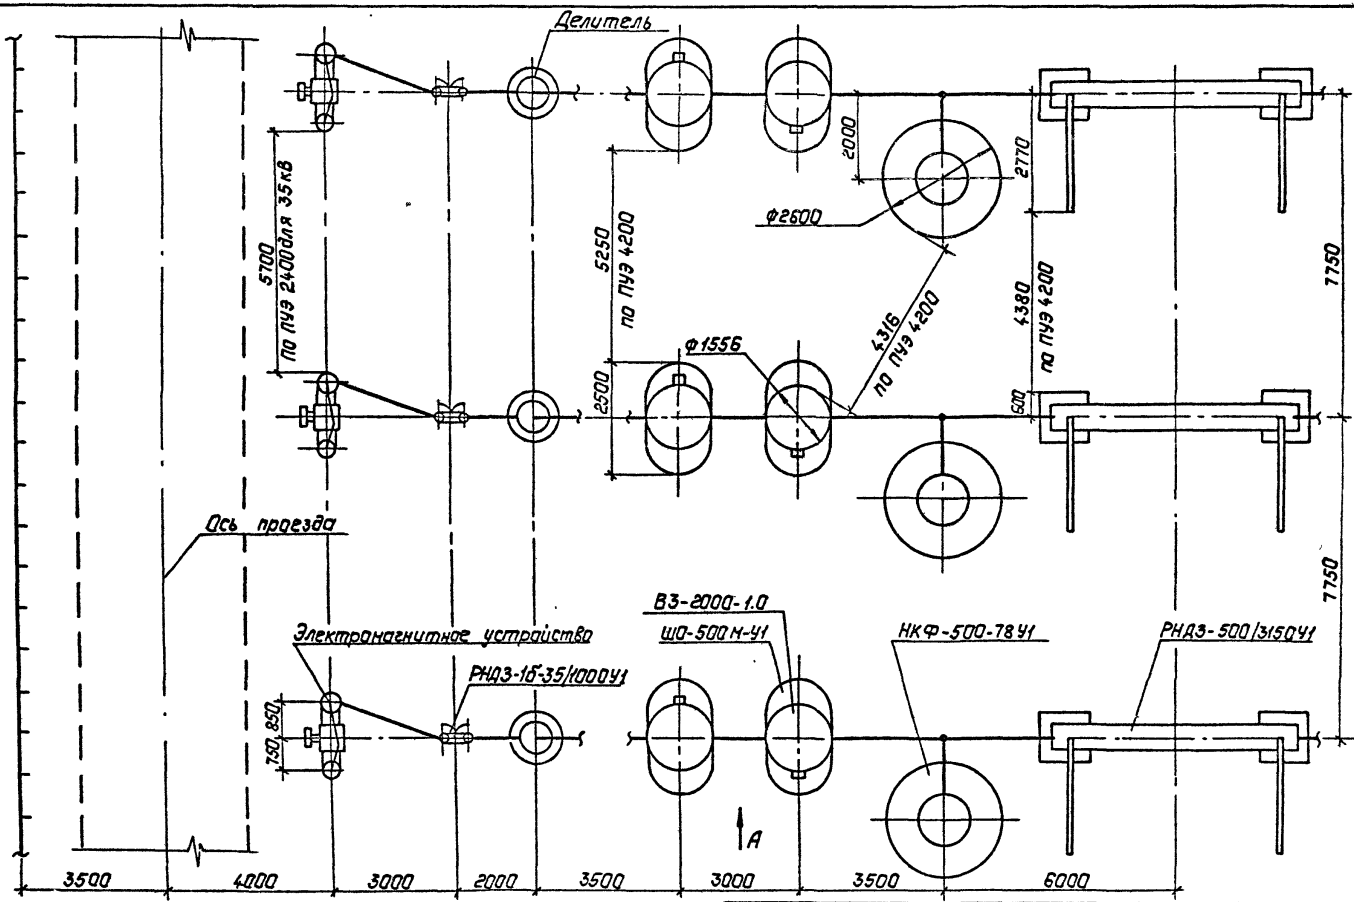 Делитель
2000
2770
ф2600
5700
по ПУЭ 2400 для 35кв
5250
по ПУЭ 4200
4316
по ПУЭ 4200
4380
по ПУЭ 4200
7750
ф1556
2500
600
Ось проезда
7750
ВЗ-2000-1.0
ШО-500М-У1
НКФ-500-78У1
РНДЗ-500/3150У1
Электромагнитное устройство
РНДЗ-1б-35/1000У1
750, 850
А
3500 4000 3000 2000 3500 3000 3500 6000